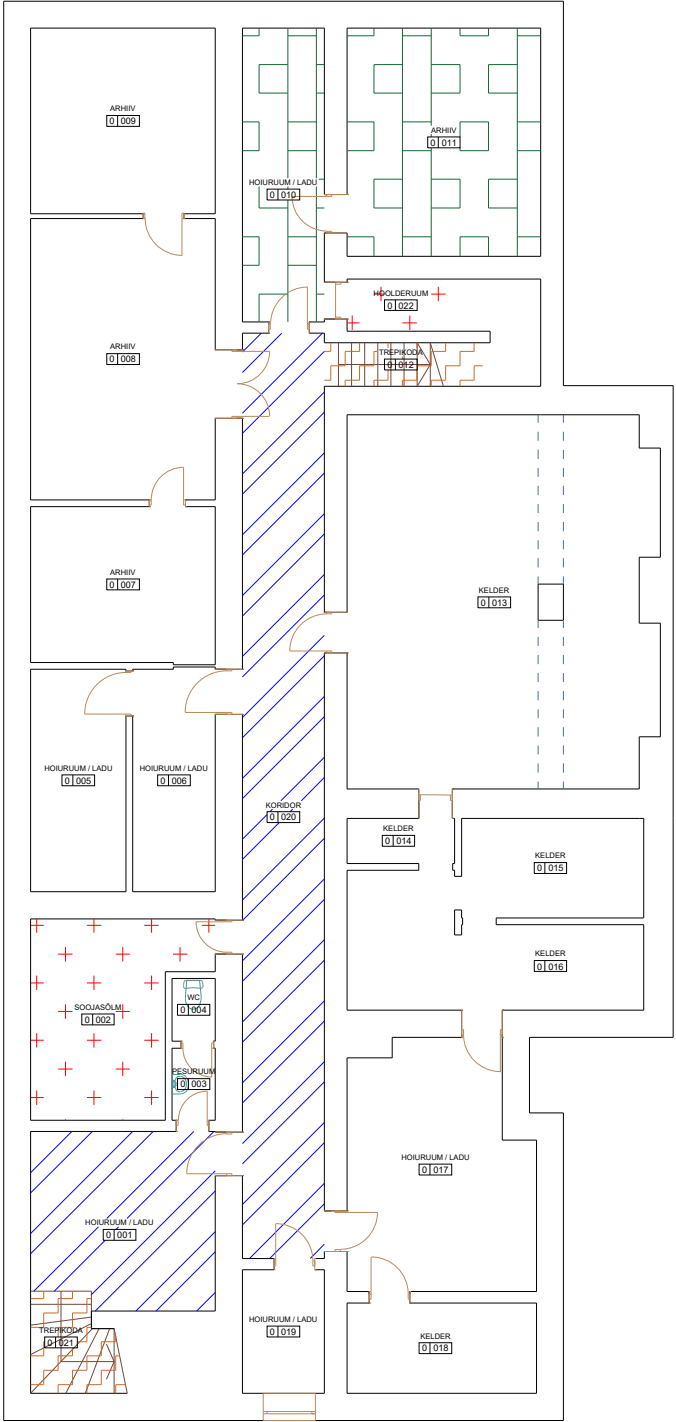 ARHIIV
0 009
ARHIIV
0 011
HOIURUUM / LADU
0 010
HOOLDERUUM
0 022
TREPIKODA
0 012
ARHIIV
0 008
ARHIIV
0 007
KELDER
0 013
HOIURUUM / LADU
0 005
HOIURUUM / LADU
0 006
KORIDOR
0 020
KELDER
0 014
KELDER
0 015
KELDER
0 016
SOOJASÕLM
0 002
WC
0 004
PESURUUM
0 003
HOIURUUM / LADU
0 017
HOIURUUM / LADU
0 001
HOIURUUM / LADU
0 019
TREPIKODA
0 021
KELDER
0 018